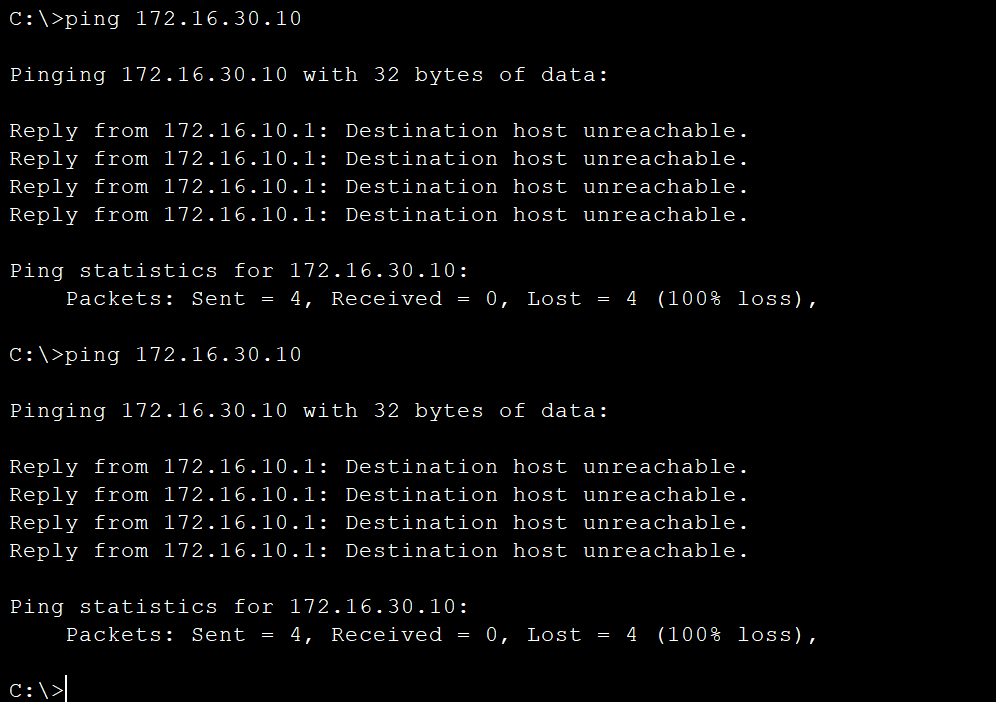 C:\>ping 172.16.30.10
Pinging 172.16.30.10 with 32 bytes of data:
Reply from 172.16.10.1: Destination host unreachable.
Reply from 172.16.10.1: Destination host unreachable.
Reply from 172.16.10.1: Destination host unreachable.
Reply from 172.16.10.1: Destination host unreachable.
Ping statistics for 172.16.30.10:
    Packets: Sent = 4, Received = 0, Lost = 4 (100% loss),
C:\>ping 172.16.30.10
Pinging 172.16.30.10 with 32 bytes of data:
Reply from 172.16.10.1: Destination host unreachable.
Reply from 172.16.10.1: Destination host unreachable.
Reply from 172.16.10.1: Destination host unreachable.
Reply from 172.16.10.1: Destination host unreachable.
Ping statistics for 172.16.30.10:
    Packets: Sent = 4, Received = 0, Lost = 4 (100% loss),
C:\>